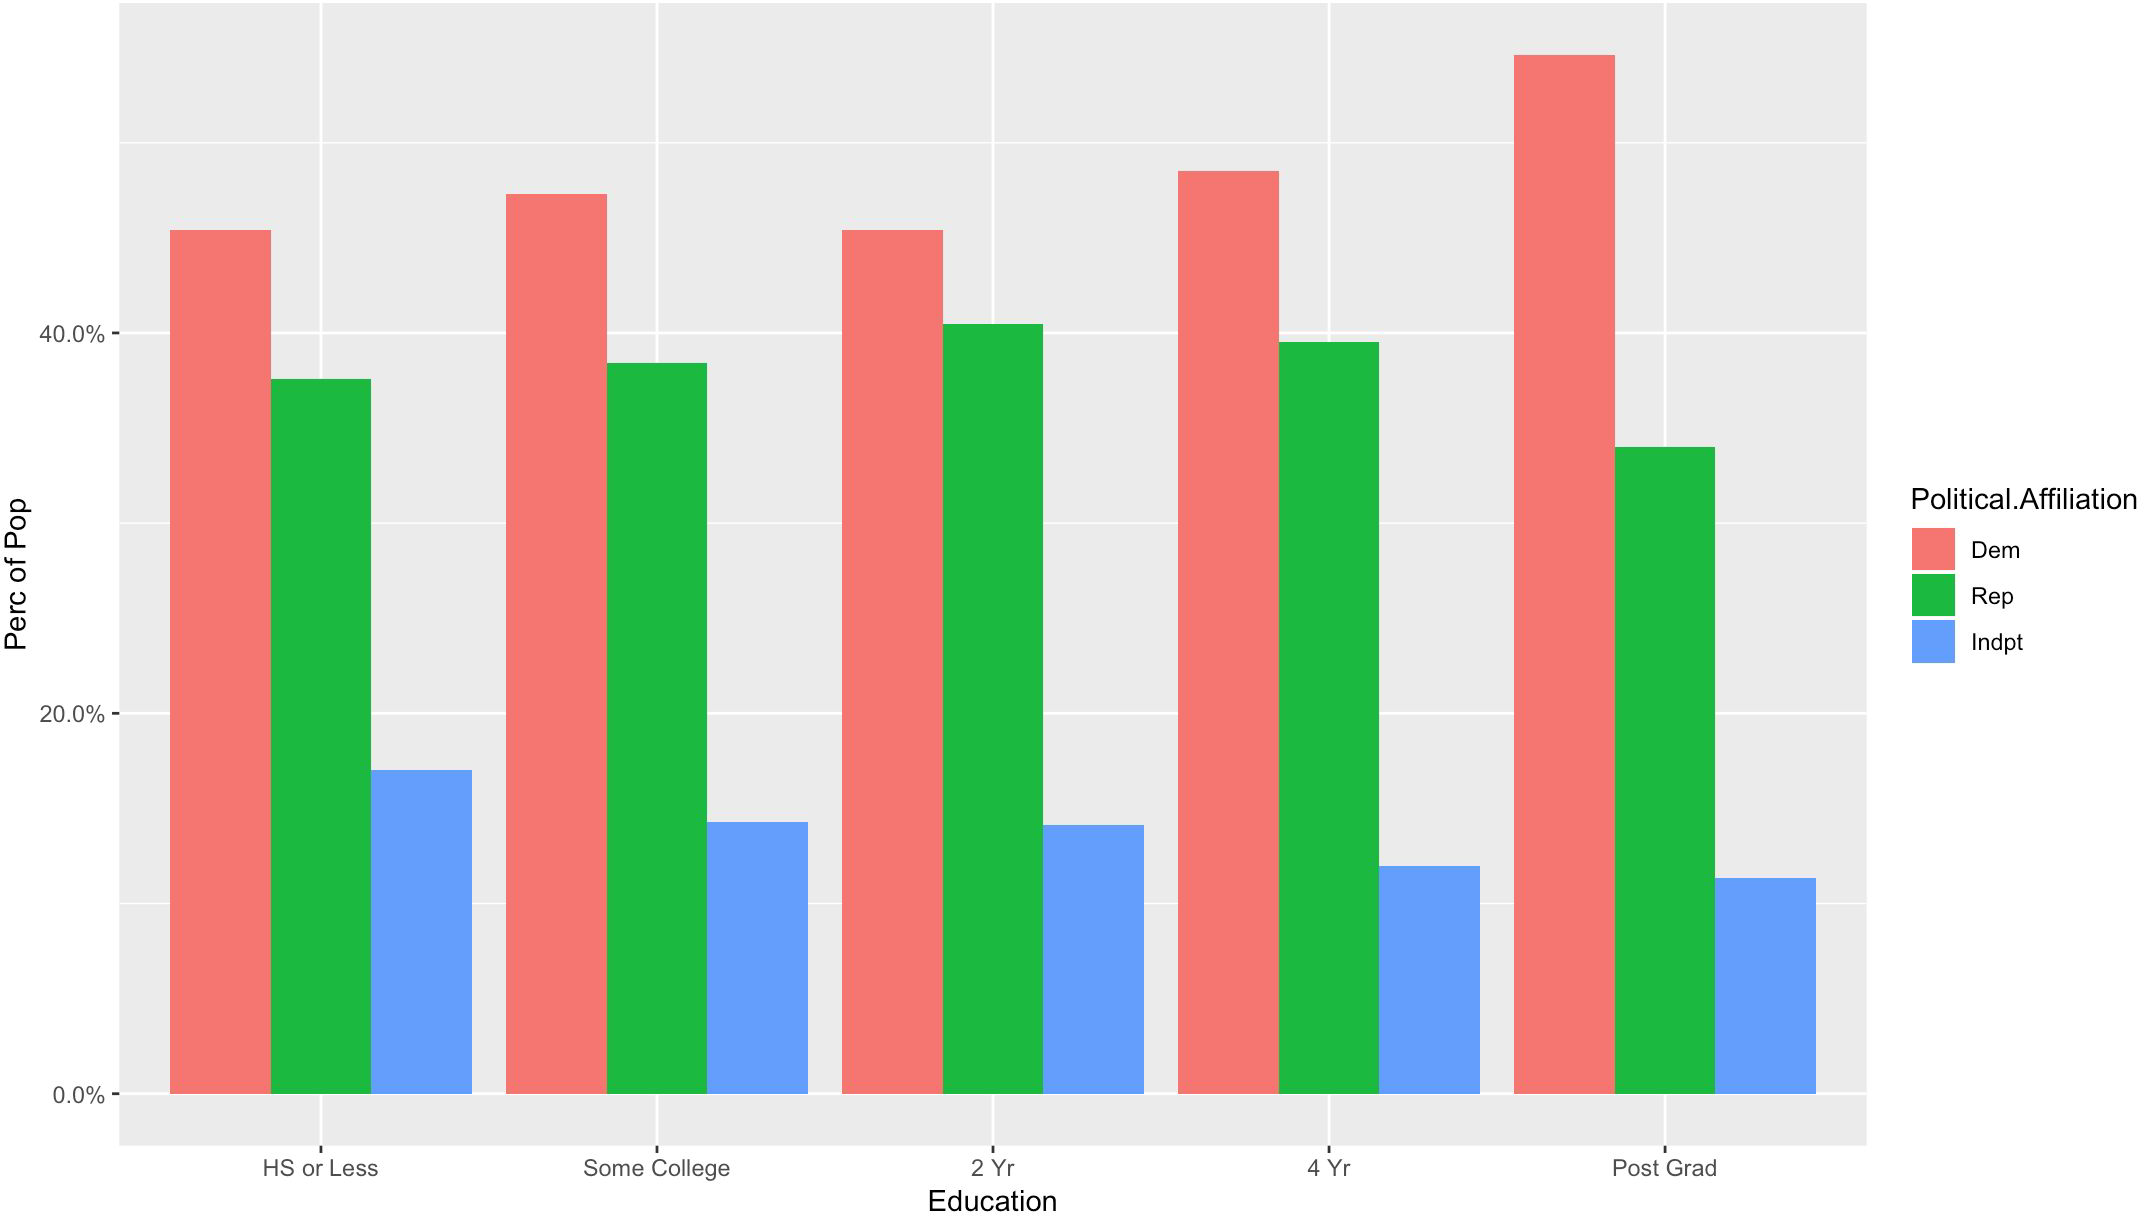 Perc of Pop
40.0%
20.0%
0.0%
HS or Less
Some College
2 Yr
4 Yr
Post Grad
Education
Political.Affiliation
Dem
Rep
Indpt